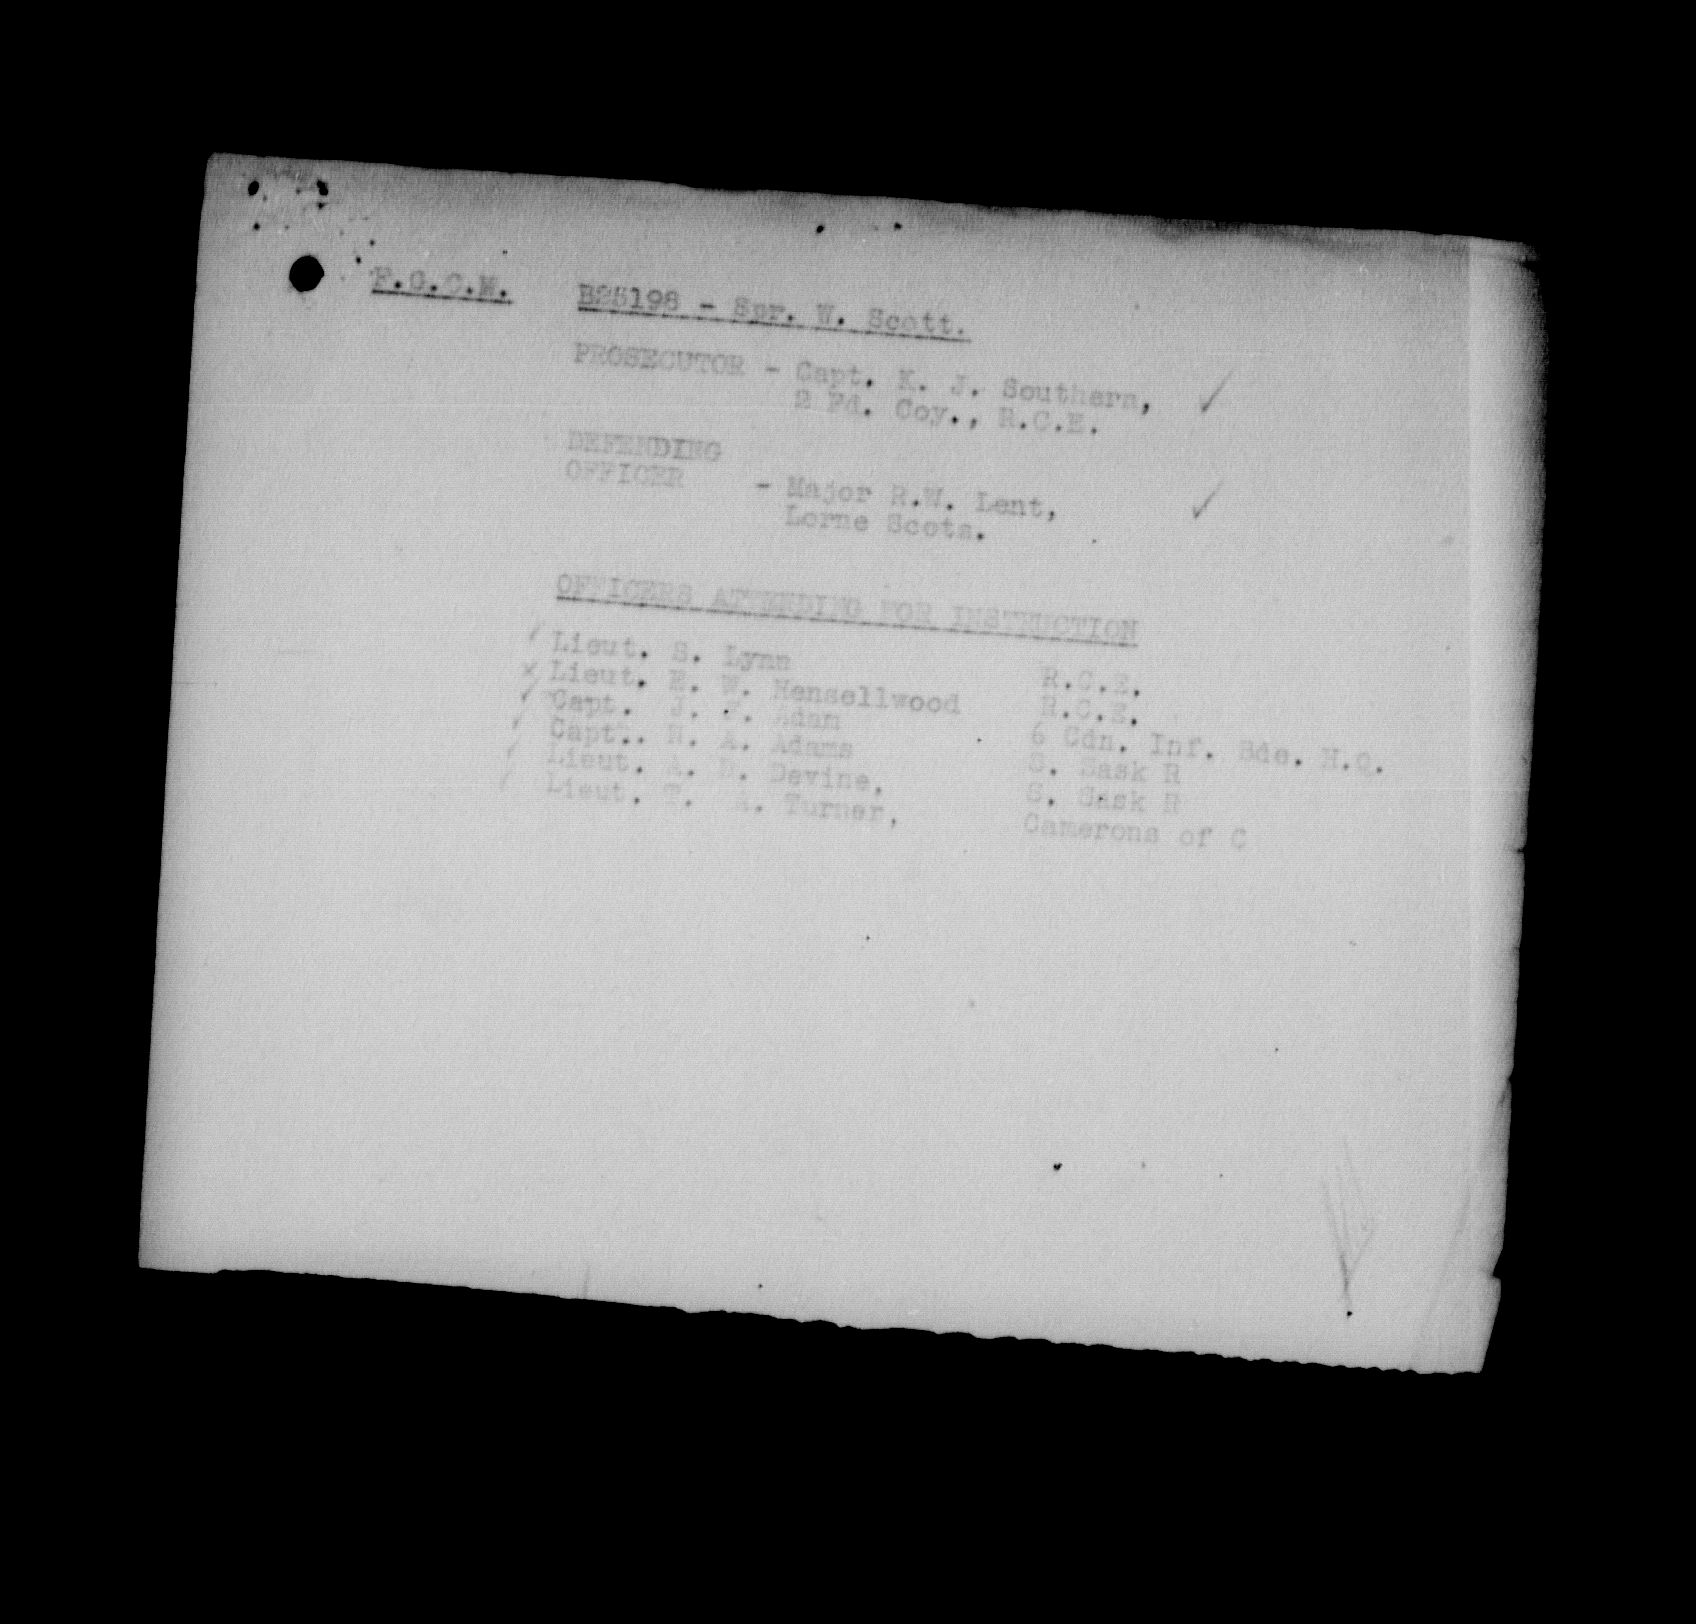 F.G.C.M. B25198 - Spr. W. Scott.
PROSECUTOR - Capt. K. J. Southern, ✓
2 Fd. Coy., R.C.E.
DEFENDING
OFFICER - Major R.W. Lent, ✓
Lorne Scots.
OFFICERS ATTENDING FOR INSTRUCTION
Lieut. S. Lynn R.C.E.
x Lieut. E. W. Hensellwood R.C.E.
✓ Capt. J. F. Adam 6 Cdn. Inf. Bde. H.Q.
✓ Capt.. H. A. Adams S. Sask R
✓ Lieut. A. D. Devine, S. Sask R
Lieut. T. A. Turner, Camerons of C